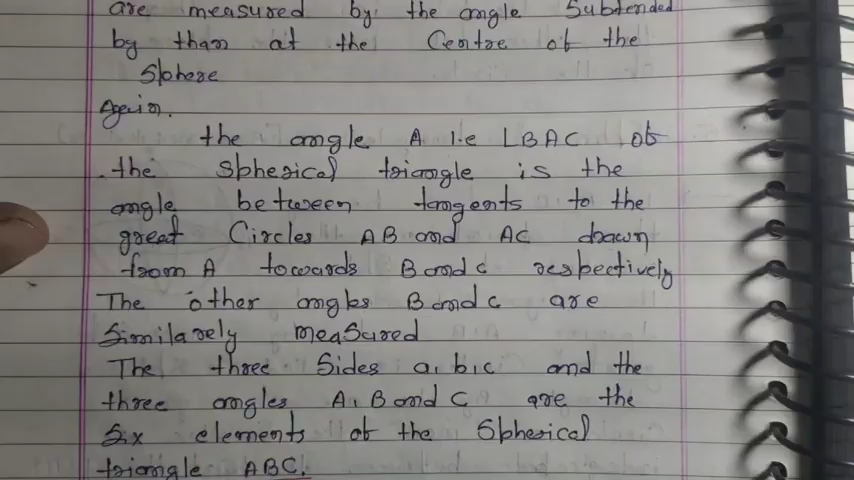 are measured by the angle Subtended
by than at the Centre of the
Sphere
Again.
the angle A i.e ∠BAC of
the Spherical triangle is the
angle between tangents to the
great Circles AB and AC drawn
from A towards B and C respectively
The other angles B and C are
Similarely meaSured
The three Sides a, b, c and the
three angles A, B and C are the
Six elements of the Spherical
triangle ABC.